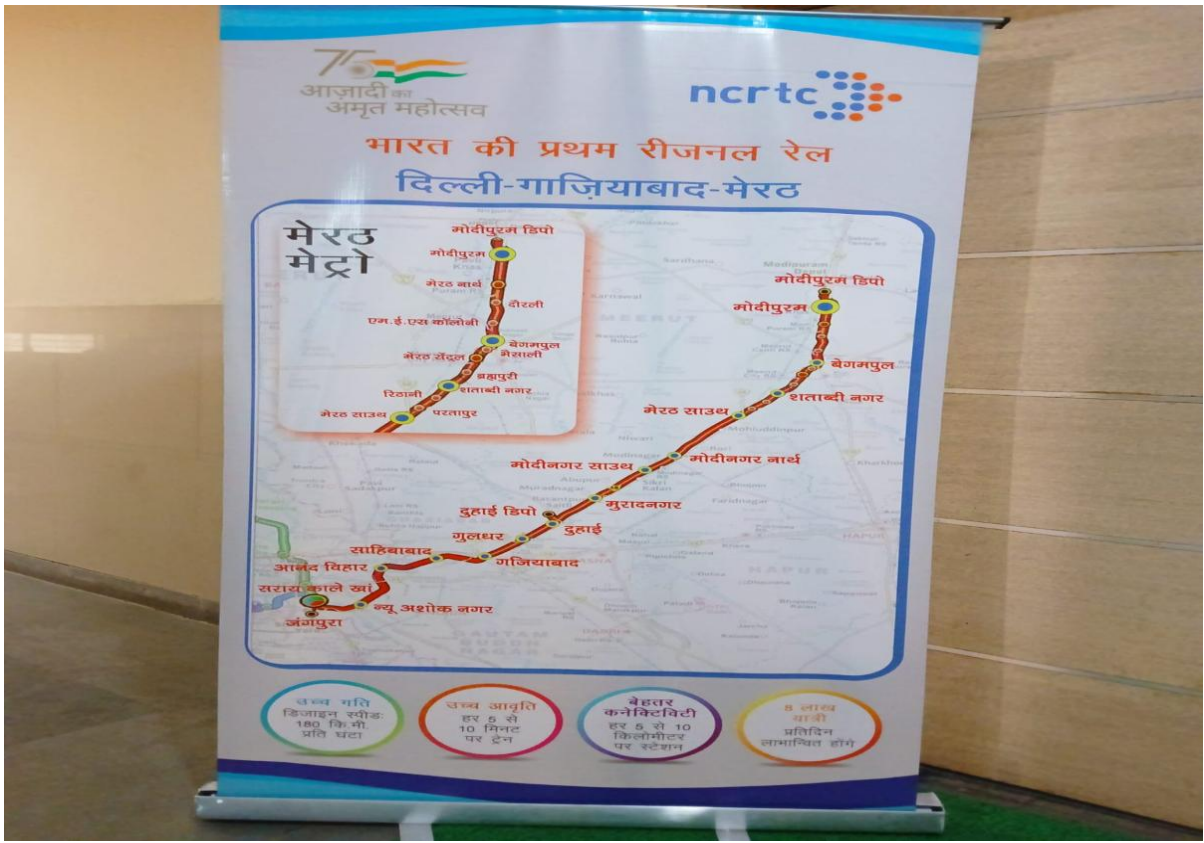 75
आज़ादी का
अमृत महोत्सव
ncrtc
भारत की प्रथम रीजनल रेल
दिल्ली-गाज़ियाबाद-मेरठ
मेरठ
मेट्रो
मोदीपुरम डिपो
मोदीपुरम
मेरठ नार्थ
दौरली
एम.ई.एस कॉलोनी
बेगमपुल
भैसाली
मेरठ सेंट्रल
ब्रह्मपुरी
शताब्दी नगर
रिठानी
परतापुर
मेरठ साउथ
मोदीपुरम डिपो
मोदीपुरम
बेगमपुल
शताब्दी नगर
मेरठ साउथ
मोदीनगर नार्थ
मोदीनगर साउथ
मुरादनगर
दुहाई डिपो
दुहाई
गुलधर
गजियाबाद
साहिबाबाद
आनंद विहार
सराय काले खां
न्यू अशोक नगर
जंगपुरा
उच्च गति
डिजाइन स्पीडः
180 कि.मी.
प्रति घंटा
उच्च आवृति
हर 5 से
10 मिनट
पर ट्रेन
बेहतर
कनेक्टिविटी
हर 5 से 10
किलोमीटर
पर स्टेशन
8 लाख
यात्री
प्रतिदिन
लाभान्वित होंगे